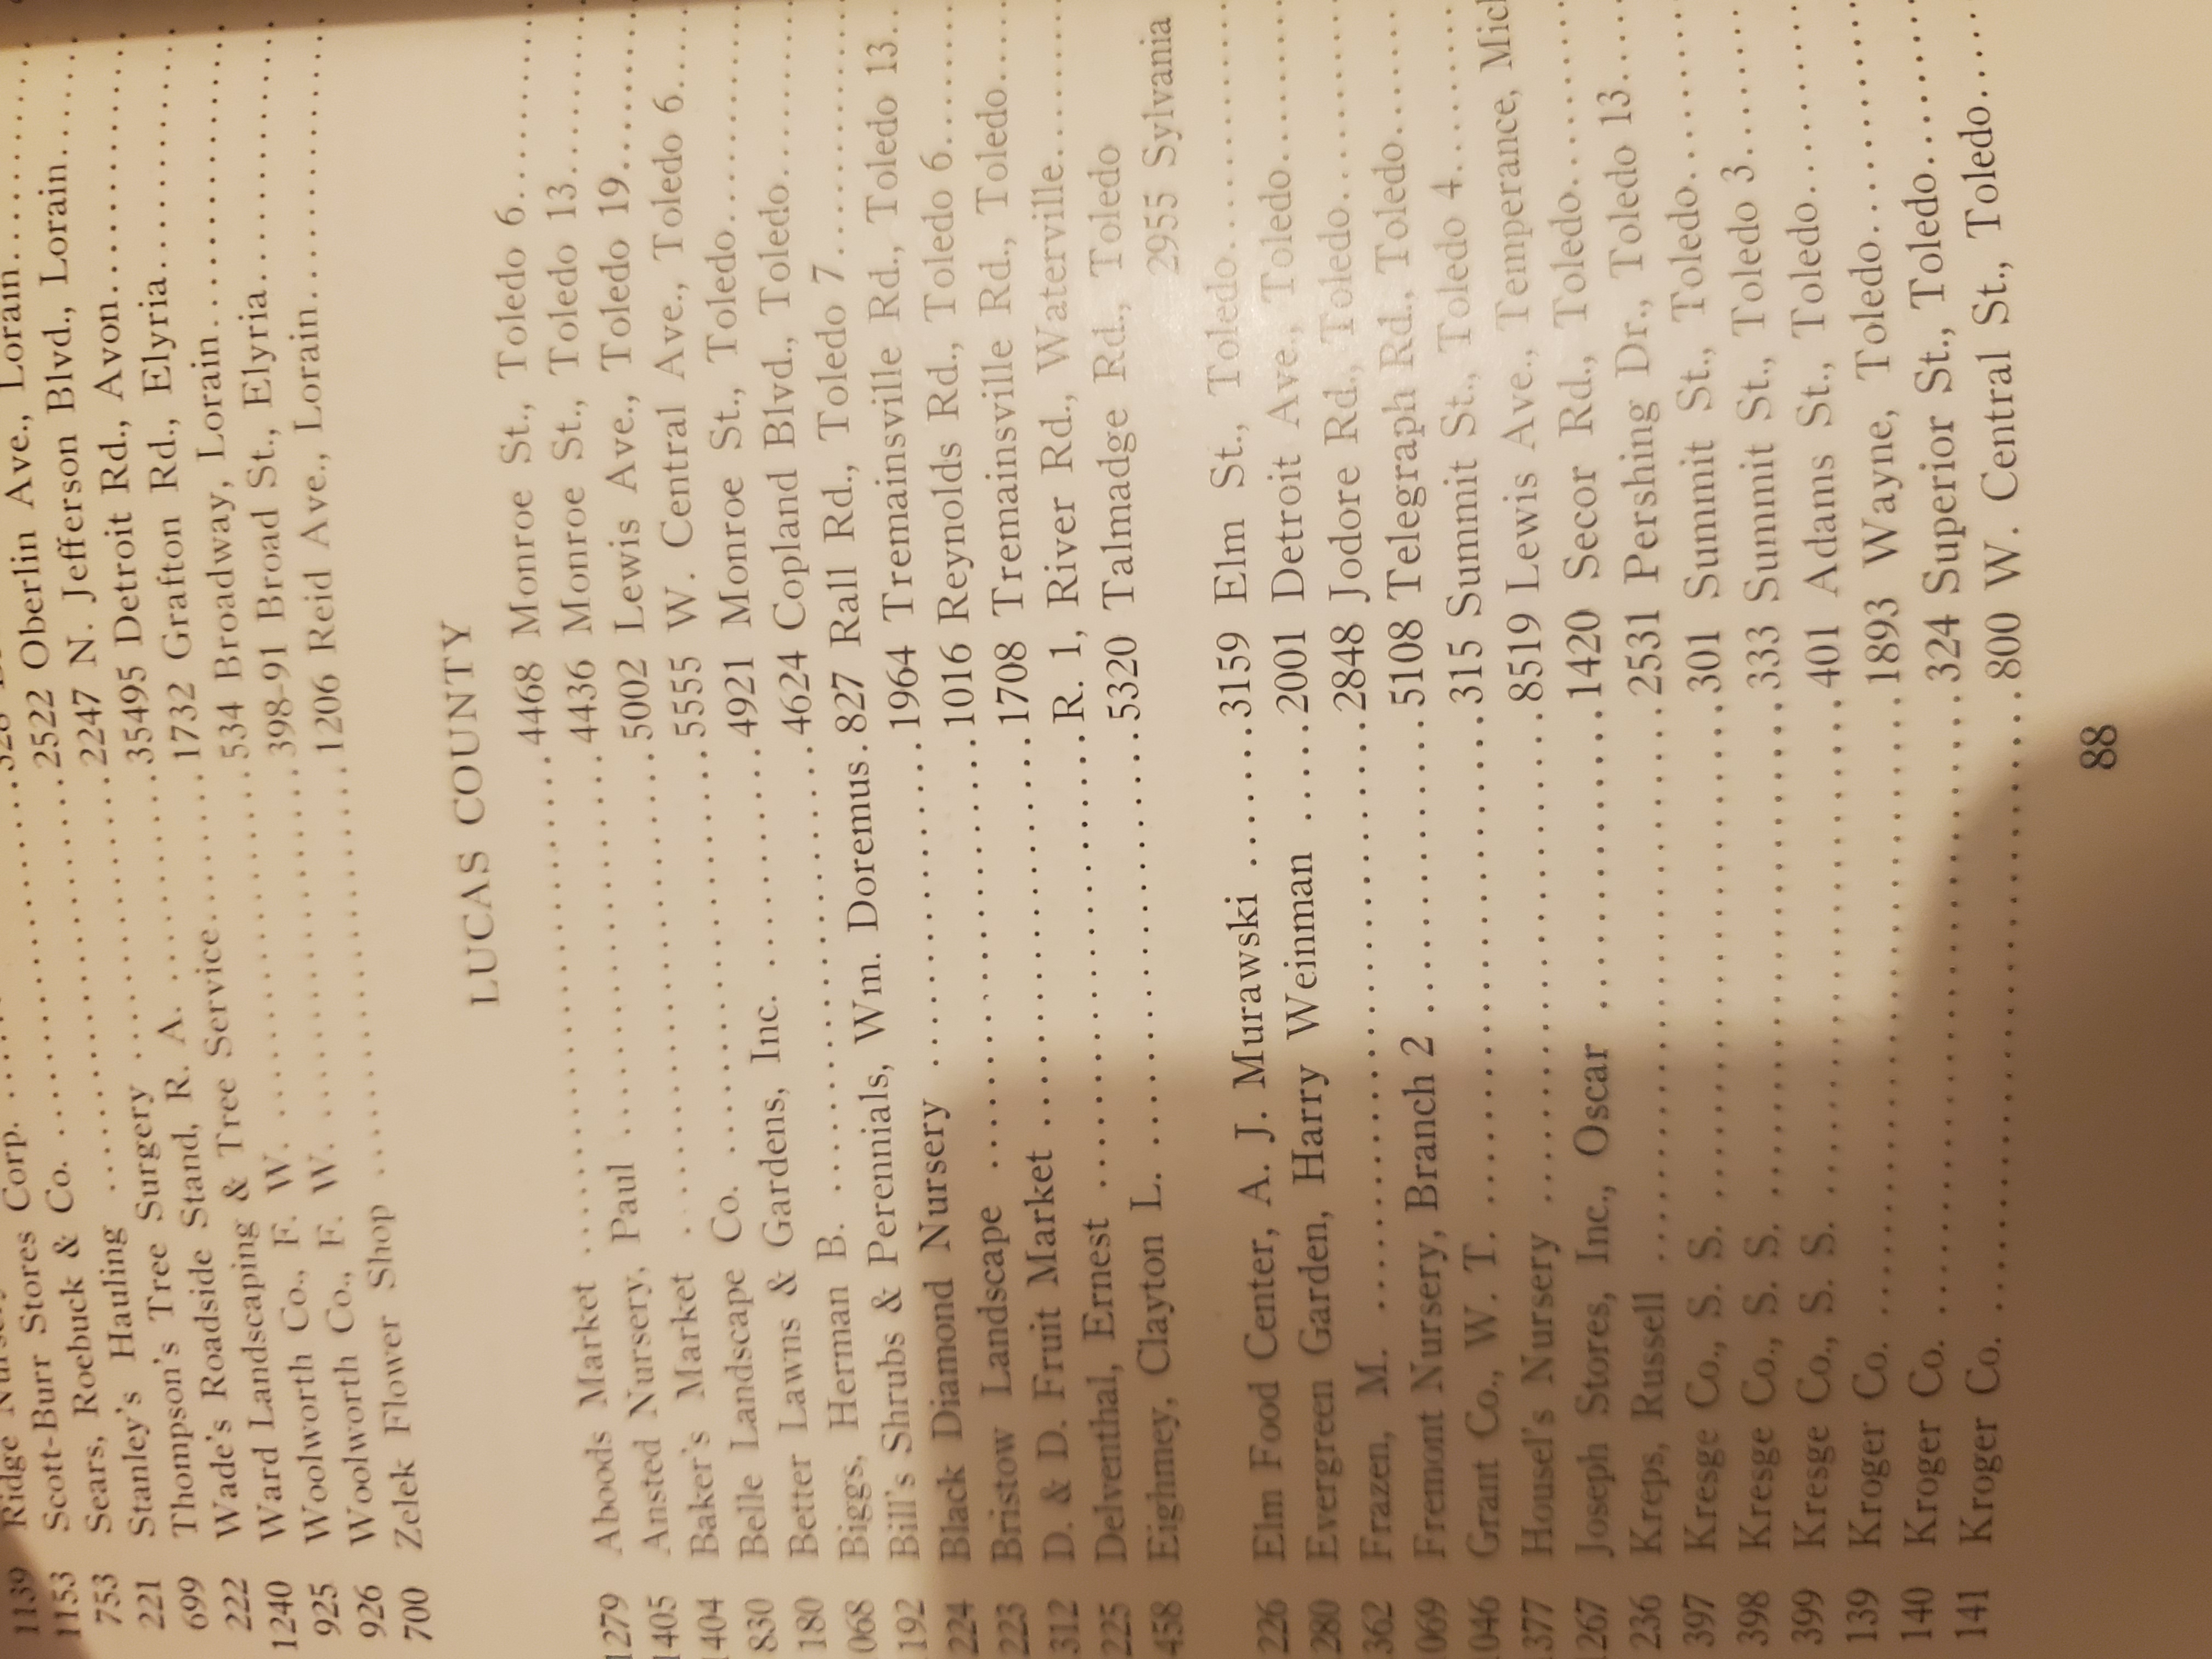 1139 Ridge Nursery
1153 Scott-Burr Stores Corp.
753 Sears, Roebuck & Co. 328
221 Stanley's Hauling 2522 Oberlin Ave., Lorain
699 Thompson's Tree Surgery 2247 N. Jefferson Blvd., Lorain
222 Wade's Roadside Stand, R. A. 35495 Detroit Rd., Avon
1240 Ward Landscaping & Tree Service 1732 Grafton Rd., Elyria
925 Woolworth Co., F. W. 534 Broadway, Lorain
926 Woolworth Co., F. W. 398-91 Broad St., Elyria
700 Zelek Flower Shop 1206 Reid Ave., Lorain
LUCAS COUNTY
1279 Aboods Market 4468 Monroe St., Toledo 6
1405 Ansted Nursery, Paul 4436 Monroe St., Toledo 13
1404 Baker's Market 5002 Lewis Ave., Toledo 19
830 Belle Landscape Co. 5555 W. Central Ave., Toledo 6
180 Better Lawns & Gardens, Inc. 4921 Monroe St., Toledo
068 Biggs, Herman B. 4624 Copland Blvd., Toledo
192 Bill's Shrubs & Perennials, Wm. Doremus 827 Rall Rd., Toledo 7
224 Black Diamond Nursery 1964 Tremainsville Rd., Toledo 13
223 Bristow Landscape 1016 Reynolds Rd., Toledo 6
312 D. & D. Fruit Market 1708 Tremainsville Rd., Toledo
225 Delventhal, Ernest R. 1, River Rd., Waterville
458 Eighmey, Clayton L. 5320 Talmadge Rd., Toledo
2955 Sylvania
226 Elm Food Center, A. J. Murawski 3159 Elm St., Toledo
280 Evergreen Garden, Harry Weinman 2001 Detroit Ave., Toledo
362 Frazen, M. 2848 Jodore Rd., Toledo
069 Fremont Nursery, Branch 2 5108 Telegraph Rd., Toledo
046 Grant Co., W. T. 315 Summit St., Toledo 4
377 Housel's Nursery 8519 Lewis Ave., Temperance, Mich
267 Joseph Stores, Inc., Oscar 1420 Secor Rd., Toledo
236 Kreps, Russell 2531 Pershing Dr., Toledo 13
397 Kresge Co., S. S. 301 Summit St., Toledo
398 Kresge Co., S. S. 333 Summit St., Toledo 3
399 Kresge Co., S. S. 401 Adams St., Toledo
139 Kroger Co. 1893 Wayne, Toledo
140 Kroger Co. 324 Superior St., Toledo
141 Kroger Co. 800 W. Central St., Toledo
88